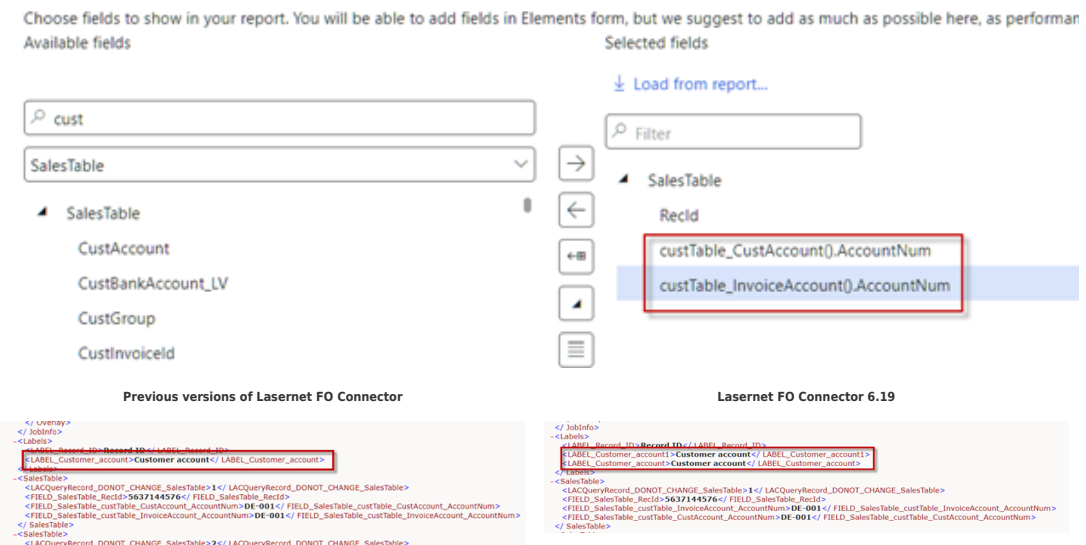 Choose fields to show in your report. You will be able to add fields in Elements form, but we suggest to add as much as possible here, as performan
Available fields
Selected fields
Load from report...
cust
Filter
SalesTable
SalesTable
SalesTable
RecId
CustAccount
custTable_CustAccount().AccountNum
CustBankAccount_LV
custTable_InvoiceAccount().AccountNum
CustGroup
CustInvoiceId
Previous versions of Lasernet FO Connector
Lasernet FO Connector 6.19
</ Overlay>
</ JobInfo>
-<Labels>
<LABEL_Record_ID>Record ID</ LABEL_Record_ID>
<LABEL_Customer_account>Customer account</ LABEL_Customer_account>
</ Labels>
-<SalesTable>
<LACQueryRecord_DONOT_CHANGE_SalesTable>1</ LACQueryRecord_DONOT_CHANGE_SalesTable>
<FIELD_SalesTable_RecId>5637144576</ FIELD_SalesTable_RecId>
<FIELD_SalesTable_custTable_CustAccount_AccountNum>DE-001</ FIELD_SalesTable_custTable_CustAccount_AccountNum>
<FIELD_SalesTable_custTable_InvoiceAccount_AccountNum>DE-001</ FIELD_SalesTable_custTable_InvoiceAccount_AccountNum>
</ SalesTable>
-<SalesTable>
<LACQueryRecord_DONOT_CHANGE_SalesTable>2</ LACQueryRecord_DONOT_CHANGE_SalesTable>
</ JobInfo>
-<Labels>
<LABEL_Record_ID>Record ID</ LABEL_Record_ID>
<LABEL_Customer_account1>Customer account</ LABEL_Customer_account1>
<LABEL_Customer_account>Customer account</ LABEL_Customer_account>
</ Labels>
-<SalesTable>
<LACQueryRecord_DONOT_CHANGE_SalesTable>1</ LACQueryRecord_DONOT_CHANGE_SalesTable>
<FIELD_SalesTable_RecId>5637144576</ FIELD_SalesTable_RecId>
<FIELD_SalesTable_custTable_InvoiceAccount_AccountNum>DE-001</ FIELD_SalesTable_custTable_InvoiceAccount_AccountNum>
<FIELD_SalesTable_custTable_CustAccount_AccountNum>DE-001</ FIELD_SalesTable_custTable_CustAccount_AccountNum>
</ SalesTable>